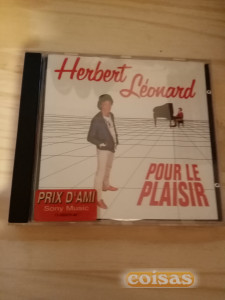 Herbert
Léonard
POUR LE
PLAISIR
PRIX D'AMI
Sony Music
coisas